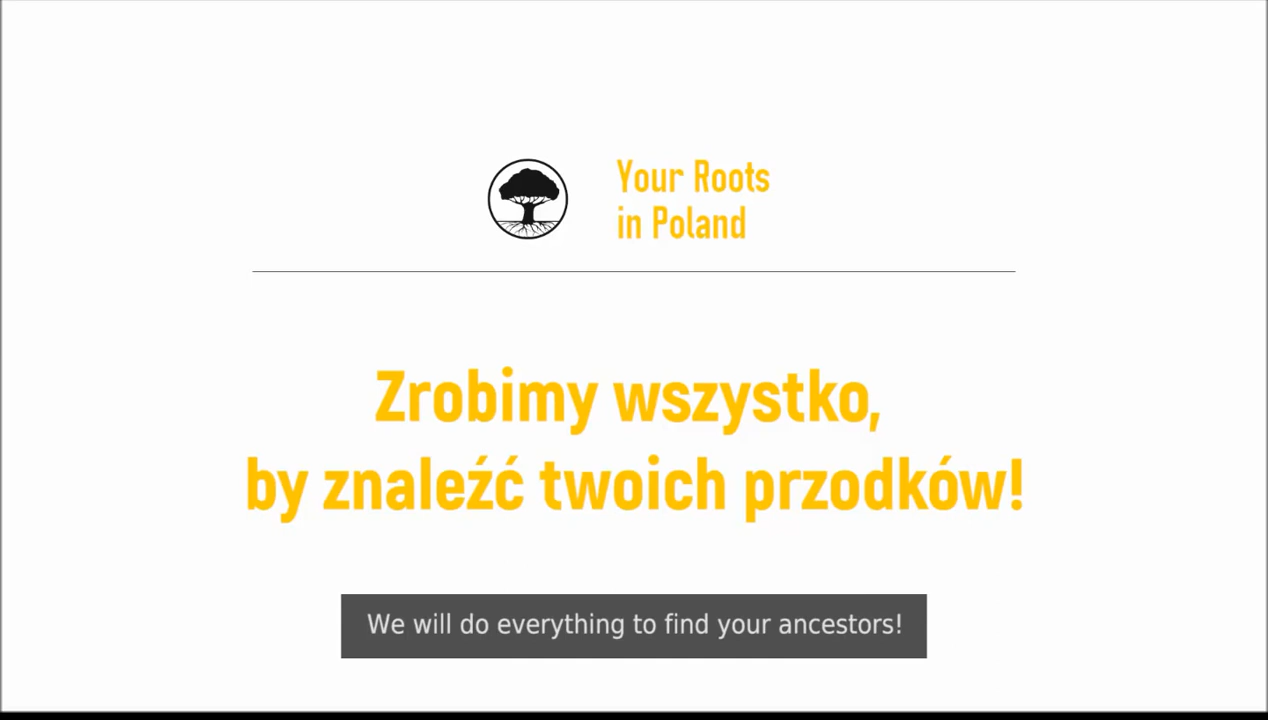 Your Roots
in Poland
Zrobimy wszystko,
by znaleźć twoich przodków!
We will do everything to find your ancestors!